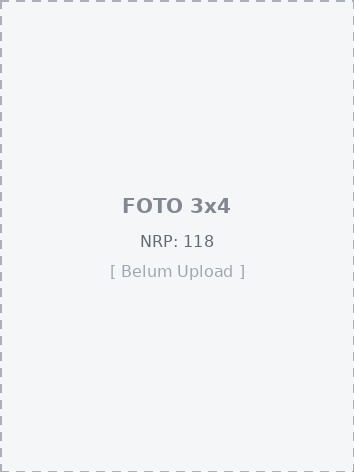 FOTO 3x4
NRP: 118
[ Belum Upload ]